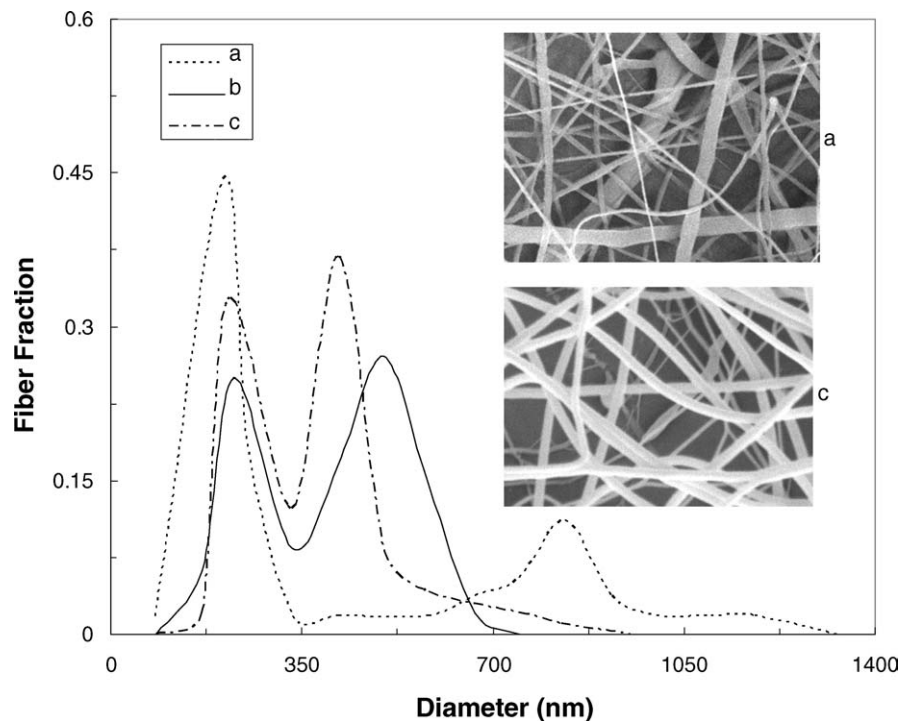 0.6
a
b
c
a
0.45
Fiber Fraction
0.3
c
0.15
0
0 350 700 1050 1400
Diameter (nm)